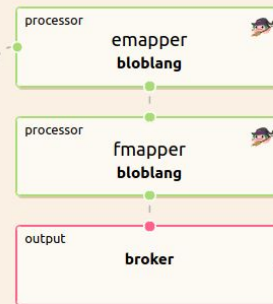 processor
emapper
bloblang
processor
fmapper
bloblang
output
broker